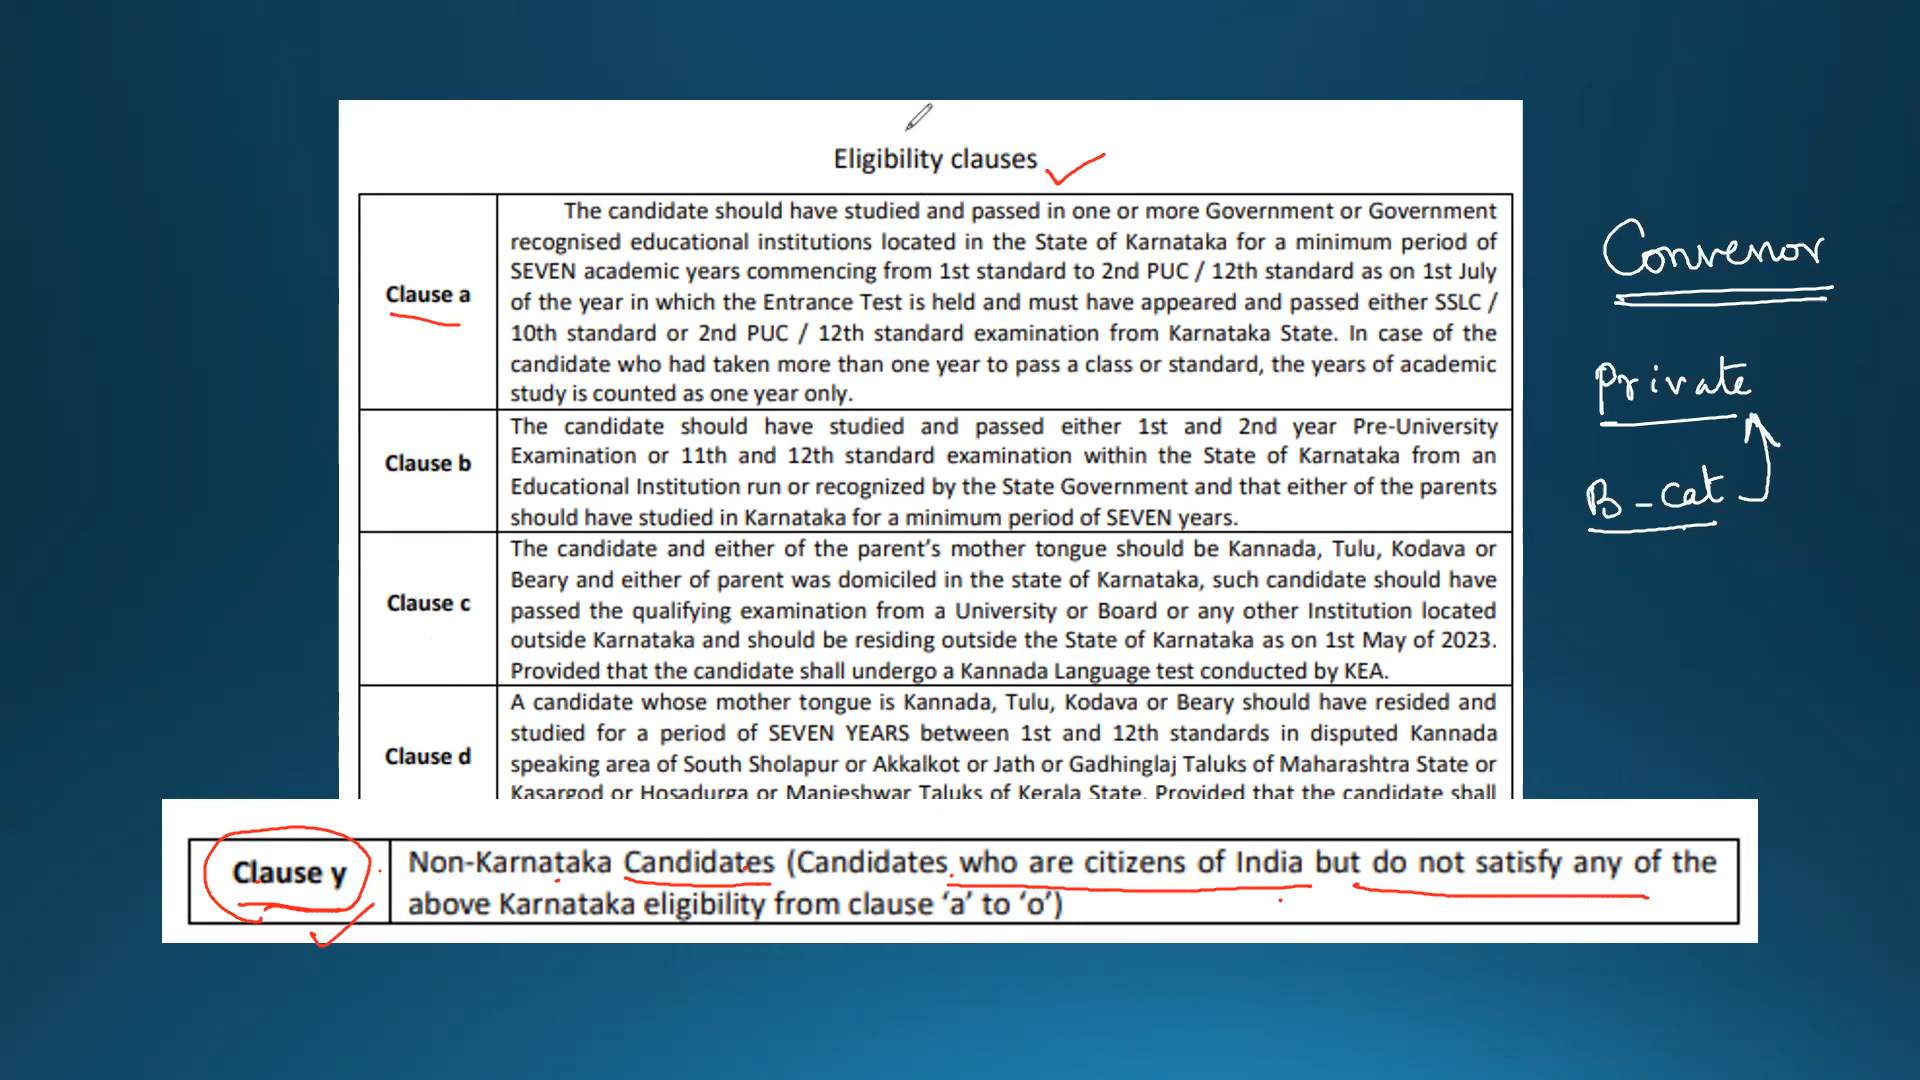 Eligibility clauses
Clause a
The candidate should have studied and passed in one or more Government or Government
recognised educational institutions located in the State of Karnataka for a minimum period of
SEVEN academic years commencing from 1st standard to 2nd PUC / 12th standard as on 1st July
of the year in which the Entrance Test is held and must have appeared and passed either SSLC /
10th standard or 2nd PUC / 12th standard examination from Karnataka State. In case of the
candidate who had taken more than one year to pass a class or standard, the years of academic
study is counted as one year only.
Clause b
The candidate should have studied and passed either 1st and 2nd year Pre-University
Examination or 11th and 12th standard examination within the State of Karnataka from an
Educational Institution run or recognized by the State Government and that either of the parents
should have studied in Karnataka for a minimum period of SEVEN years.
Clause c
The candidate and either of the parent’s mother tongue should be Kannada, Tulu, Kodava or
Beary and either of parent was domiciled in the state of Karnataka, such candidate should have
passed the qualifying examination from a University or Board or any other Institution located
outside Karnataka and should be residing outside the State of Karnataka as on 1st May of 2023.
Provided that the candidate shall undergo a Kannada Language test conducted by KEA.
Clause d
A candidate whose mother tongue is Kannada, Tulu, Kodava or Beary should have resided and
studied for a period of SEVEN YEARS between 1st and 12th standards in disputed Kannada
speaking area of South Sholapur or Akkalkot or Jath or Gadhinglaj Taluks of Maharashtra State or
Kasargod or Hosadurga or Manjeshwar Taluks of Kerala State. Provided that the candidate shall
Clause y
Non-Karnataka Candidates (Candidates who are citizens of India but do not satisfy any of the
above Karnataka eligibility from clause ‘a’ to ‘o’)
Convenor
Private
B-cat